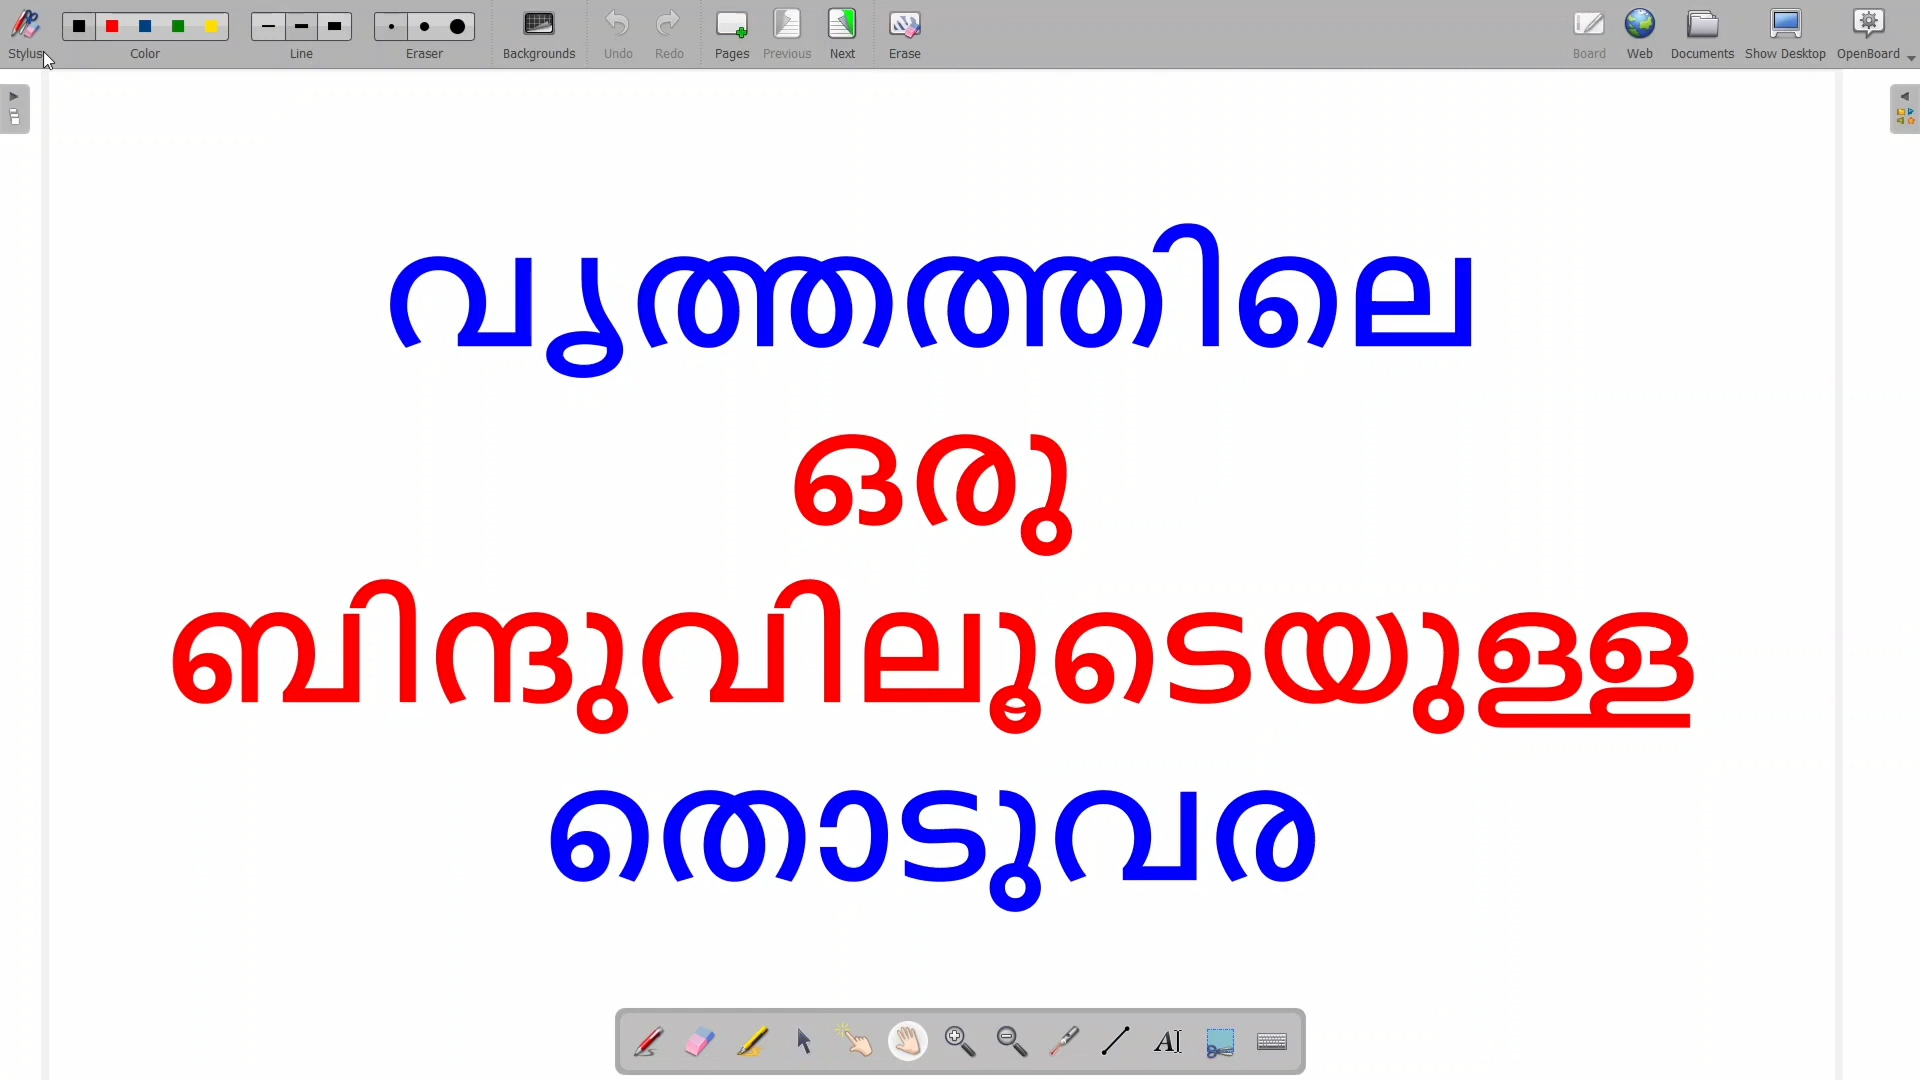 Stylus Color Line Eraser Backgrounds Undo Redo Pages Previous Next Erase Board Web Documents Show Desktop OpenBoard
വൃത്തത്തിലെ
ഒരു
ബിന്ദുവിലൂടെയുള്ള
തൊടുവര